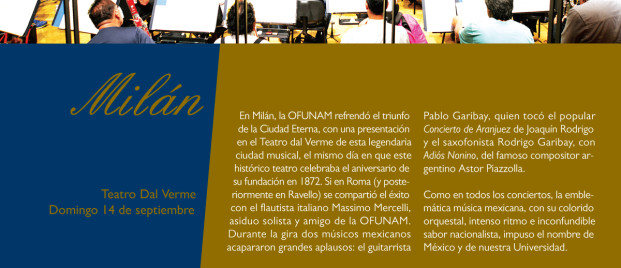 Milán
Teatro Dal Verme
Domingo 14 de septiembre
En Milán, la OFUNAM refrendó el triunfo
de la Ciudad Eterna, con una presentación
en el Teatro dal Verme de esta legendaria
ciudad musical, el mismo día en que este
histórico teatro celebraba el aniversario de
su fundación en 1872. Si en Roma (y poste-
riormente en Ravello) se compartió el éxito
con el flautista italiano Massimo Mercelli,
asiduo solista y amigo de la OFUNAM.
Durante la gira dos músicos mexicanos
acapararon grandes aplausos: el guitarrista
Pablo Garibay, quien tocó el popular
Concierto de Aranjuez de Joaquín Rodrigo
y el saxofonista Rodrigo Garibay, con
Adiós Nonino, del famoso compositor ar-
gentino Astor Piazzolla.
Como en todos los conciertos, la emble-
mática música mexicana, con su colorido
orquestal, intenso ritmo e inconfundible
sabor nacionalista, impuso el nombre de
México y de nuestra Universidad.